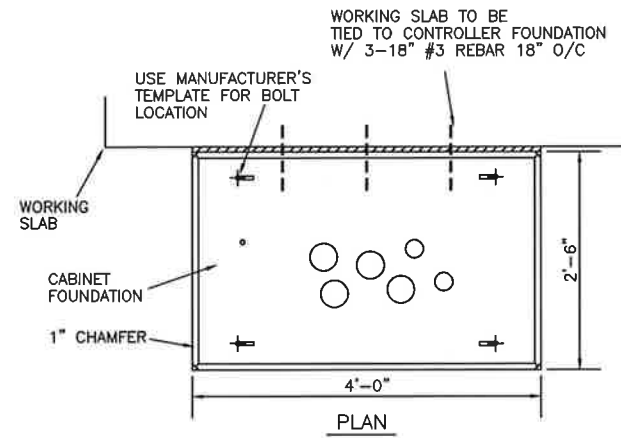 WORKING SLAB TO BE
TIED TO CONTROLLER FOUNDATION
W/ 3-18" #3 REBAR 18" O/C
USE MANUFACTURER'S
TEMPLATE FOR BOLT
LOCATION
WORKING
SLAB
CABINET
FOUNDATION
1" CHAMFER
2'-6"
4'-0"
PLAN